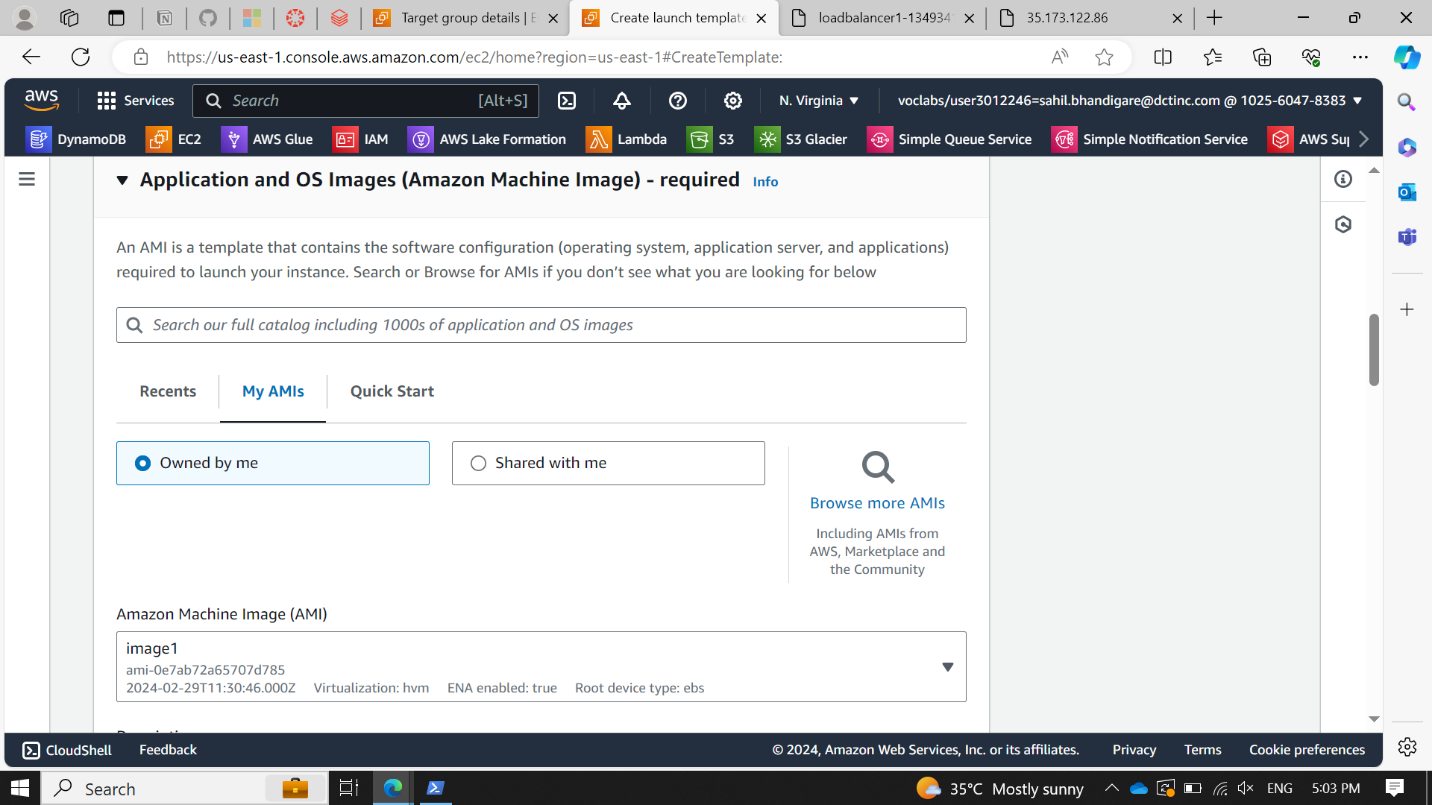 Target group details | E
Create launch template
loadbalancer1-134934
35.173.122.86
https://us-east-1.console.aws.amazon.com/ec2/home?region=us-east-1#CreateTemplate:
aws
Services
Search
[Alt+S]
N. Virginia
voclabs/user3012246=sahil.bhandigare@dctinc.com @ 1025-6047-8383
DynamoDB
EC2
AWS Glue
IAM
AWS Lake Formation
Lambda
S3
S3 Glacier
Simple Queue Service
Simple Notification Service
AWS Sup
Application and OS Images (Amazon Machine Image) - required
Info
An AMI is a template that contains the software configuration (operating system, application server, and applications)
required to launch your instance. Search or Browse for AMIs if you don’t see what you are looking for below
Search our full catalog including 1000s of application and OS images
Recents
My AMIs
Quick Start
Owned by me
Shared with me
Browse more AMIs
Including AMIs from
AWS, Marketplace and
the Community
Amazon Machine Image (AMI)
image1
ami-0e7ab72a65707d785
2024-02-29T11:30:46.000Z
Virtualization: hvm
ENA enabled: true
Root device type: ebs
CloudShell
Feedback
© 2024, Amazon Web Services, Inc. or its affiliates.
Privacy
Terms
Cookie preferences
Search
35°C Mostly sunny
ENG
5:03 PM